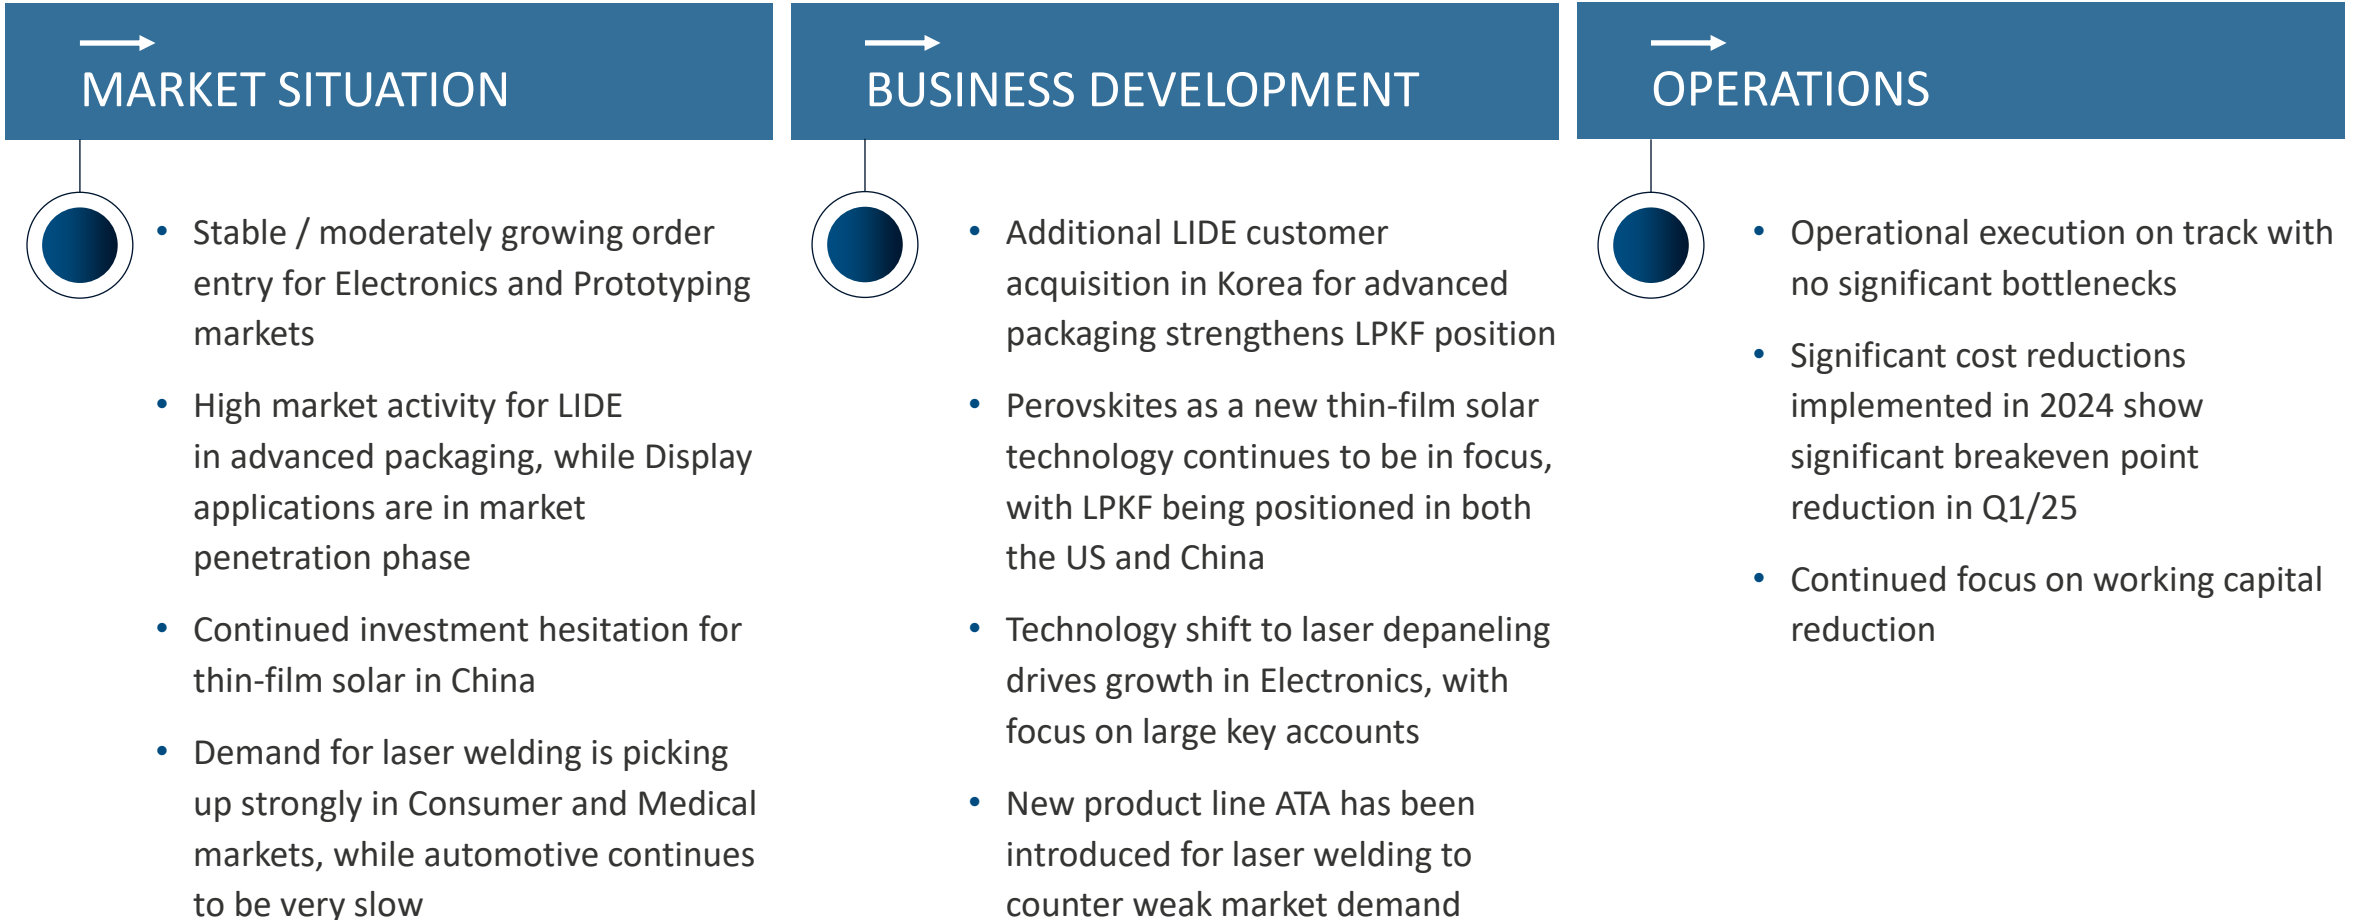 MARKET SITUATION
• Stable / moderately growing order
entry for Electronics and Prototyping
markets
• High market activity for LIDE
in advanced packaging, while Display
applications are in market
penetration phase
• Continued investment hesitation for
thin-film solar in China
• Demand for laser welding is picking
up strongly in Consumer and Medical
markets, while automotive continues
to be very slow
BUSINESS DEVELOPMENT
• Additional LIDE customer
acquisition in Korea for advanced
packaging strengthens LPKF position
• Perovskites as a new thin-film solar
technology continues to be in focus,
with LPKF being positioned in both
the US and China
• Technology shift to laser depaneling
drives growth in Electronics, with
focus on large key accounts
• New product line ATA has been
introduced for laser welding to
counter weak market demand
OPERATIONS
• Operational execution on track with
no significant bottlenecks
• Significant cost reductions
implemented in 2024 show
significant breakeven point
reduction in Q1/25
• Continued focus on working capital
reduction